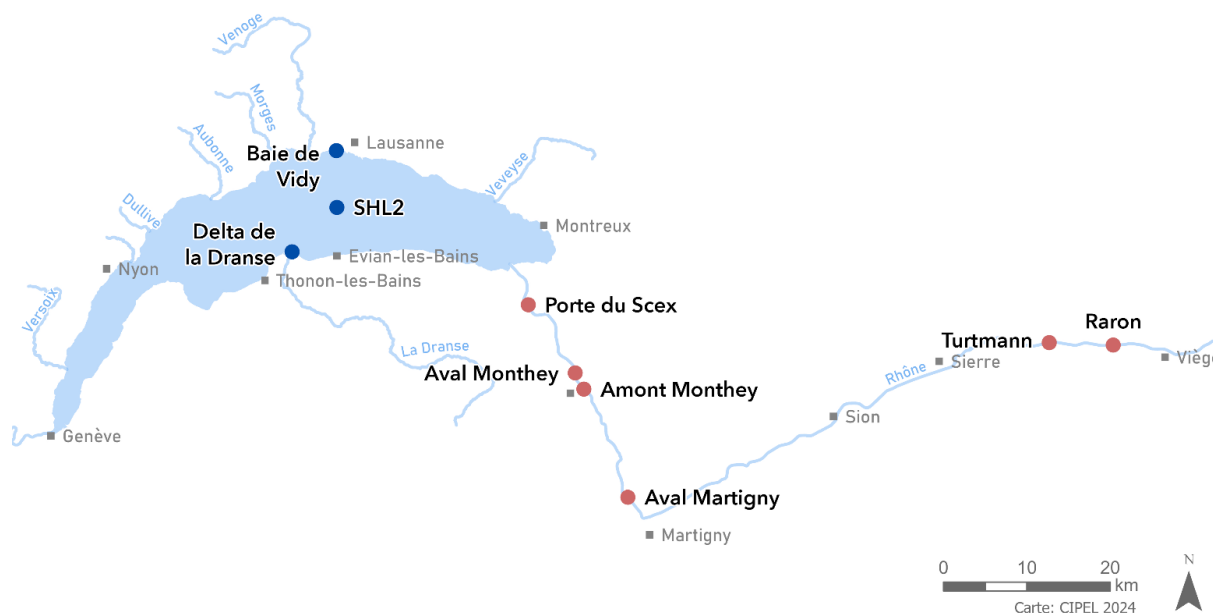 Venoge
Morges
Aubonne
Lausanne
Baie de
Vidy
Veveyse
Dullive
SHL2
Montreux
Delta de
la Dranse
Evian-les-Bains
Nyon
Thonon-les-Bains
Versoix
Porte du Scex
Raron
Turtmann
La Dranse
Viège
Sierre
Rhône
Aval Monthey
Amont Monthey
Sion
Genève
Aval Martigny
Martigny
N
0 10 20
km
Carte: CIPEL 2024